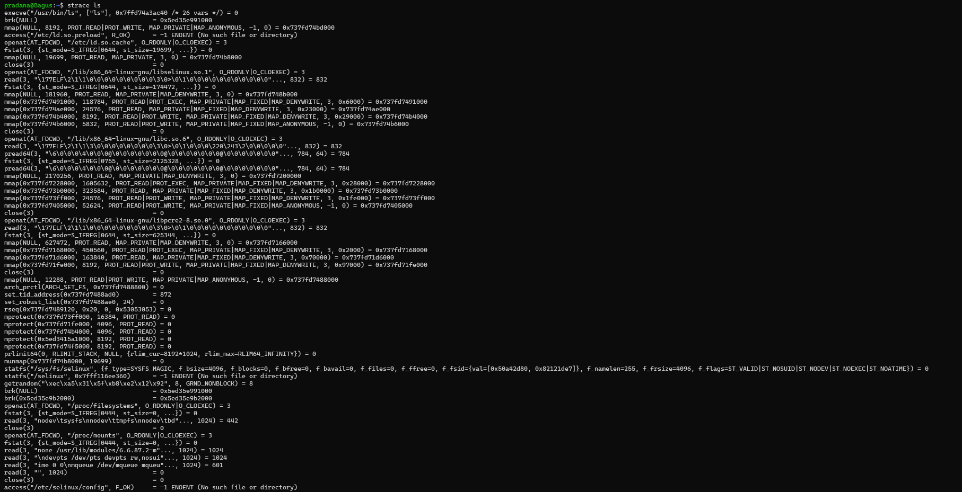 pradana@Bagus:~$ strace ls
execve("/usr/bin/ls", ["ls"], 0x7ffd74a3ac40 /* 26 vars */) = 0
brk(NULL) = 0x5ed35e991000
mmap(NULL, 8192, PROT_READ|PROT_WRITE, MAP_PRIVATE|MAP_ANONYMOUS, -1, 0) = 0x737fd74bd000
access("/etc/ld.so.preload", R_OK) = -1 ENOENT (No such file or directory)
openat(AT_FDCWD, "/etc/ld.so.cache", O_RDONLY|O_CLOEXEC) = 3
fstat(3, {st_mode=S_IFREG|0644, st_size=19699, ...}) = 0
mmap(NULL, 19699, PROT_READ, MAP_PRIVATE, 3, 0) = 0x737fd74b8000
close(3) = 0
openat(AT_FDCWD, "/lib/x86_64-linux-gnu/libselinux.so.1", O_RDONLY|O_CLOEXEC) = 3
read(3, "\177ELF\2\1\1\0\0\0\0\0\0\0\0\0\3\0>\0\1\0\0\0\0\0\0\0\0\0\0\0"..., 832) = 832
fstat(3, {st_mode=S_IFREG|0644, st_size=174472, ...}) = 0
mmap(NULL, 181960, PROT_READ, MAP_PRIVATE|MAP_DENYWRITE, 3, 0) = 0x737fd748b000
mmap(0x737fd7491000, 118784, PROT_READ|PROT_EXEC, MAP_PRIVATE|MAP_FIXED|MAP_DENYWRITE, 3, 0x6000) = 0x737fd7491000
mmap(0x737fd74ae000, 24576, PROT_READ, MAP_PRIVATE|MAP_FIXED|MAP_DENYWRITE, 3, 0x23000) = 0x737fd74ae000
mmap(0x737fd74b4000, 8192, PROT_READ|PROT_WRITE, MAP_PRIVATE|MAP_FIXED|MAP_DENYWRITE, 3, 0x29000) = 0x737fd74b4000
mmap(0x737fd74b6000, 5832, PROT_READ|PROT_WRITE, MAP_PRIVATE|MAP_FIXED|MAP_ANONYMOUS, -1, 0) = 0x737fd74b6000
close(3) = 0
openat(AT_FDCWD, "/lib/x86_64-linux-gnu/libc.so.6", O_RDONLY|O_CLOEXEC) = 3
read(3, "\177ELF\2\1\1\3\0\0\0\0\0\0\0\0\3\0>\0\1\0\0\0\220\243\2\0\0\0\0\0"..., 832) = 832
pread64(3, "\6\0\0\0\4\0\0\0@\0\0\0\0\0\0\0@\0\0\0\0\0\0\0@\0\0\0\0\0\0\0"..., 784, 64) = 784
fstat(3, {st_mode=S_IFREG|0755, st_size=2125328, ...}) = 0
pread64(3, "\6\0\0\0\4\0\0\0@\0\0\0\0\0\0\0@\0\0\0\0\0\0\0@\0\0\0\0\0\0\0"..., 784, 64) = 784
mmap(NULL, 2170256, PROT_READ, MAP_PRIVATE|MAP_DENYWRITE, 3, 0) = 0x737fd7200000
mmap(0x737fd7228000, 1605632, PROT_READ|PROT_EXEC, MAP_PRIVATE|MAP_FIXED|MAP_DENYWRITE, 3, 0x28000) = 0x737fd7228000
mmap(0x737fd73b0000, 323584, PROT_READ, MAP_PRIVATE|MAP_FIXED|MAP_DENYWRITE, 3, 0x1b0000) = 0x737fd73b0000
mmap(0x737fd73ff000, 24576, PROT_READ|PROT_WRITE, MAP_PRIVATE|MAP_FIXED|MAP_DENYWRITE, 3, 0x1fe000) = 0x737fd73ff000
mmap(0x737fd7405000, 52624, PROT_READ|PROT_WRITE, MAP_PRIVATE|MAP_FIXED|MAP_ANONYMOUS, -1, 0) = 0x737fd7405000
close(3) = 0
openat(AT_FDCWD, "/lib/x86_64-linux-gnu/libpcre2-8.so.0", O_RDONLY|O_CLOEXEC) = 3
read(3, "\177ELF\2\1\1\0\0\0\0\0\0\0\0\0\3\0>\0\1\0\0\0\0\0\0\0\0\0\0\0"..., 832) = 832
fstat(3, {st_mode=S_IFREG|0644, st_size=625344, ...}) = 0
mmap(NULL, 627472, PROT_READ, MAP_PRIVATE|MAP_DENYWRITE, 3, 0) = 0x737fd7166000
mmap(0x737fd7168000, 450560, PROT_READ|PROT_EXEC, MAP_PRIVATE|MAP_FIXED|MAP_DENYWRITE, 3, 0x2000) = 0x737fd7168000
mmap(0x737fd71d6000, 163840, PROT_READ, MAP_PRIVATE|MAP_FIXED|MAP_DENYWRITE, 3, 0x70000) = 0x737fd71d6000
mmap(0x737fd71fe000, 8192, PROT_READ|PROT_WRITE, MAP_PRIVATE|MAP_FIXED|MAP_DENYWRITE, 3, 0x97000) = 0x737fd71fe000
close(3) = 0
mmap(NULL, 12288, PROT_READ|PROT_WRITE, MAP_PRIVATE|MAP_ANONYMOUS, -1, 0) = 0x737fd7488000
arch_prctl(ARCH_SET_FS, 0x737fd7488800) = 0
set_tid_address(0x737fd7488ad0) = 872
set_robust_list(0x737fd7488ae0, 24) = 0
rseq(0x737fd7489120, 0x20, 0, 0x53053053) = 0
mprotect(0x737fd73ff000, 16384, PROT_READ) = 0
mprotect(0x737fd71fe000, 4096, PROT_READ) = 0
mprotect(0x737fd74b4000, 4096, PROT_READ) = 0
mprotect(0x5ed3415a1000, 8192, PROT_READ) = 0
mprotect(0x737fd74f5000, 8192, PROT_READ) = 0
prlimit64(0, RLIMIT_STACK, NULL, {rlim_cur=8192*1024, rlim_max=RLIM64_INFINITY}) = 0
munmap(0x737fd74b8000, 19699) = 0
statfs("/sys/fs/selinux", {f_type=SYSFS_MAGIC, f_bsize=4096, f_blocks=0, f_bfree=0, f_bavail=0, f_files=0, f_ffree=0, f_fsid={val=[0x50a42d80, 0x82121de7]}, f_namelen=255, f_frsize=4096, f_flags=ST_VALID|ST_NOSUID|ST_NODEV|ST_NOEXEC|ST_NOATIME}) = 0
statfs("/selinux", 0x7fff116ee360) = -1 ENOENT (No such file or directory)
getrandom("\xec\xa5\x31\x5f\xb8\xe2\x12\x92", 8, GRND_NONBLOCK) = 8
brk(NULL) = 0x5ed35e991000
brk(0x5ed35e9b2000) = 0x5ed35e9b2000
openat(AT_FDCWD, "/proc/filesystems", O_RDONLY|O_CLOEXEC) = 3
fstat(3, {st_mode=S_IFREG|0444, st_size=0, ...}) = 0
read(3, "nodev\tsysfs\nnodev\ttmpfs\nnodev\tbd"..., 1024) = 442
close(3) = 0
openat(AT_FDCWD, "/proc/mounts", O_RDONLY|O_CLOEXEC) = 3
fstat(3, {st_mode=S_IFREG|0444, st_size=0, ...}) = 0
read(3, "none /usr/lib/modules/6.6.87.2-m"..., 1024) = 1024
read(3, "\ndevpts /dev/pts devpts rw,nosui"..., 1024) = 1024
read(3, "ime 0 0\nmqueue /dev/mqueue mqueu"..., 1024) = 601
read(3, "", 1024) = 0
close(3) = 0
access("/etc/selinux/config", F_OK) = -1 ENOENT (No such file or directory)